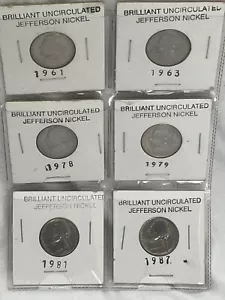 BRILLIANT UNCIRCULATED
JEFFERSON NICKEL
1961
BRILLIANT UNCIRCULATED
JEFFERSON NICKEL
1963
BRILLIANT UNCIRCULATED
JEFFERSON NICKEL
1978
BRILLIANT UNCIRCULATED
JEFFERSON NICKEL
1979
BRILLIANT UNCIRCULATED
JEFFERSON NICKEL
1981
BRILLIANT UNCIRCULATED
JEFFERSON NICKEL
1987